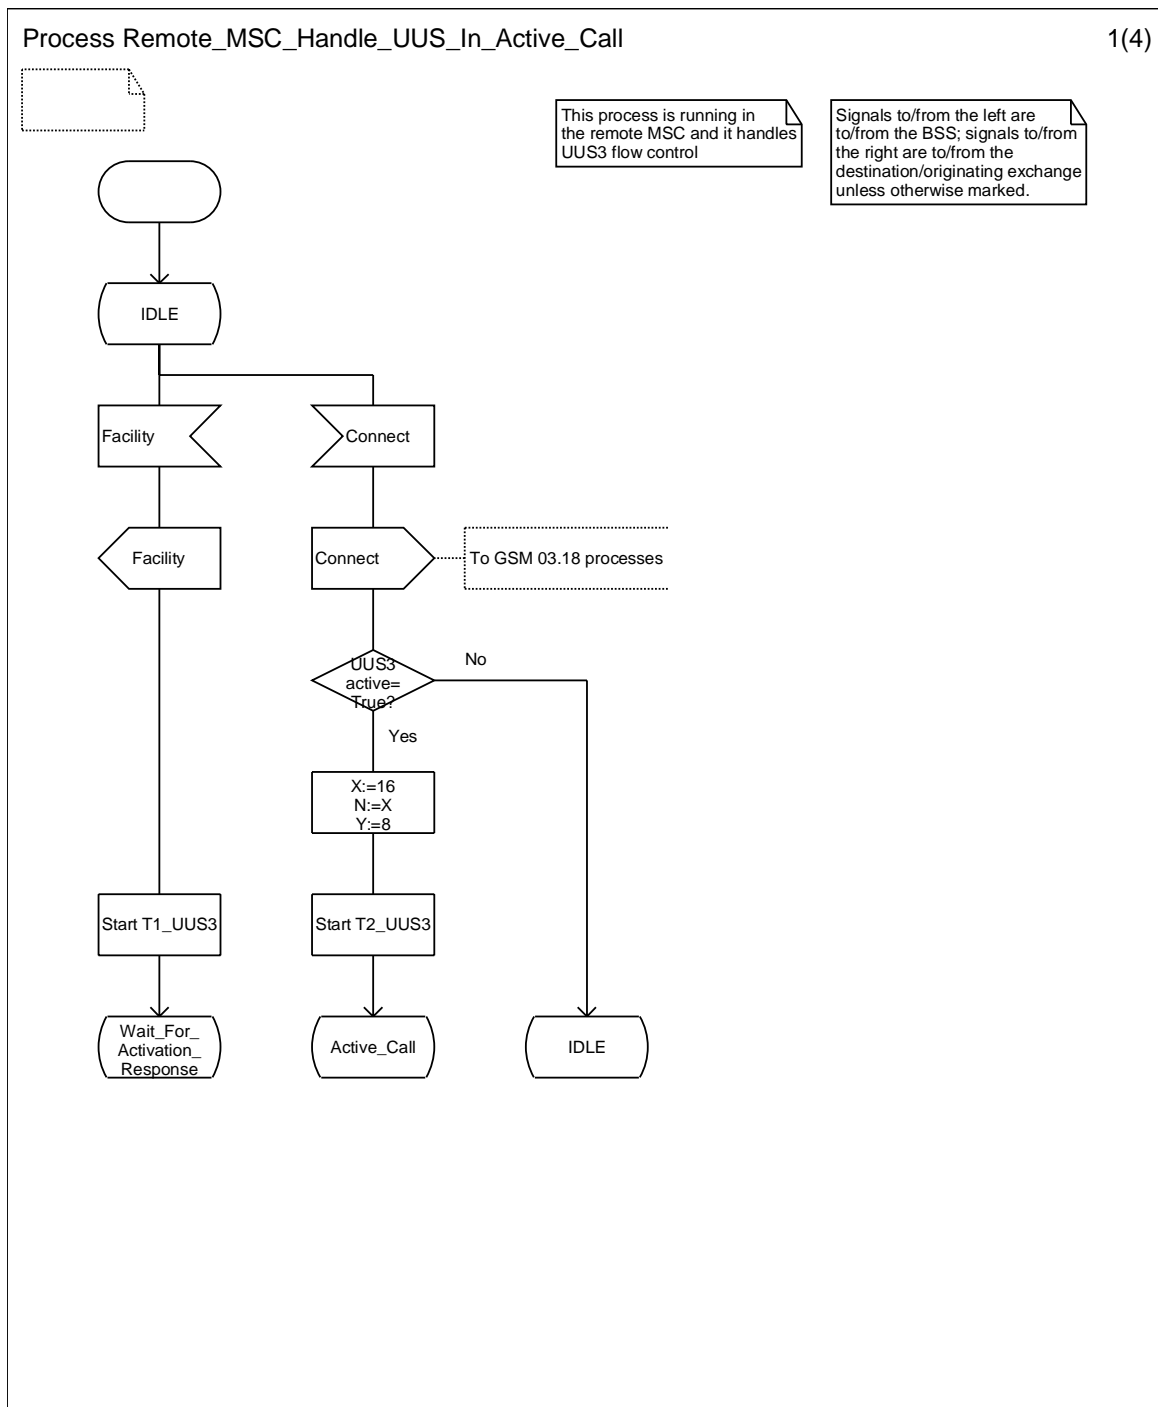 Process Remote_MSC_Handle_UUS_In_Active_Call
1(4)
This process is running in
the remote MSC and it handles
UUS3 flow control
Signals to/from the left are
to/from the BSS; signals to/from
the right are to/from the
destination/originating exchange
unless otherwise marked.
IDLE
Facility
Connect
Facility
Connect
To GSM 03.18 processes
UUS3
active=
True?
No
Yes
X:=16
N:=X
Y:=8
Start T1_UUS3
Start T2_UUS3
Wait_For_
Activation_
Response
Active_Call
IDLE